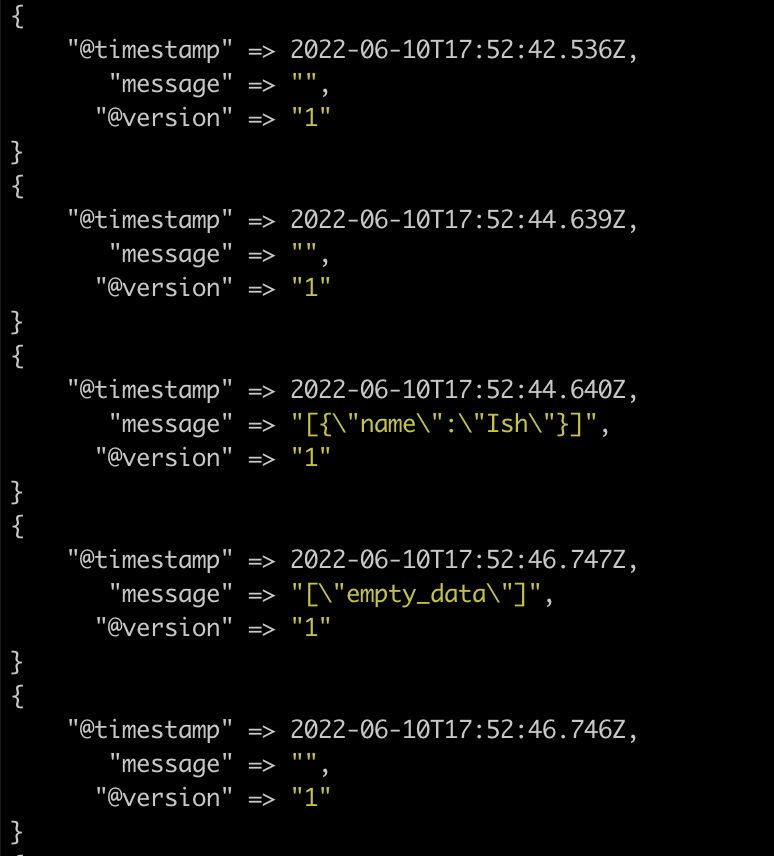 {
    "@timestamp" => 2022-06-10T17:52:42.536Z,
       "message" => "",
      "@version" => "1"
}
{
    "@timestamp" => 2022-06-10T17:52:44.639Z,
       "message" => "",
      "@version" => "1"
}
{
    "@timestamp" => 2022-06-10T17:52:44.640Z,
       "message" => "[{\"name\":\"Ish\"}]",
      "@version" => "1"
}
{
    "@timestamp" => 2022-06-10T17:52:46.747Z,
       "message" => "[\"empty_data\"]",
      "@version" => "1"
}
{
    "@timestamp" => 2022-06-10T17:52:46.746Z,
       "message" => "",
      "@version" => "1"
}